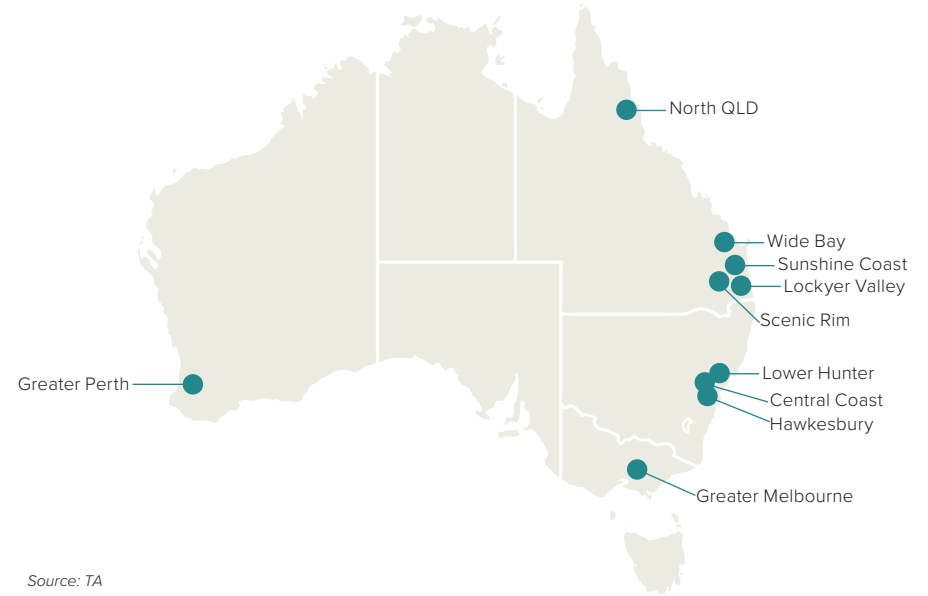 North QLD
Wide Bay
Sunshine Coast
Lockyer Valley
Scenic Rim
Lower Hunter
Greater Perth
Central Coast
Hawkesbury
Greater Melbourne
Source: TA